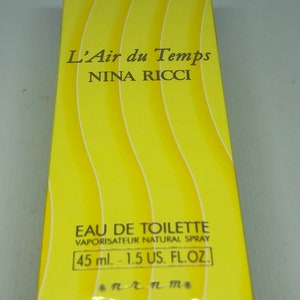 L'Air du Temps
NINA RICCI
EAU DE TOILETTE
VAPORISATEUR NATURAL SPRAY
45 ml. - 1.5 US. FL.OZ.